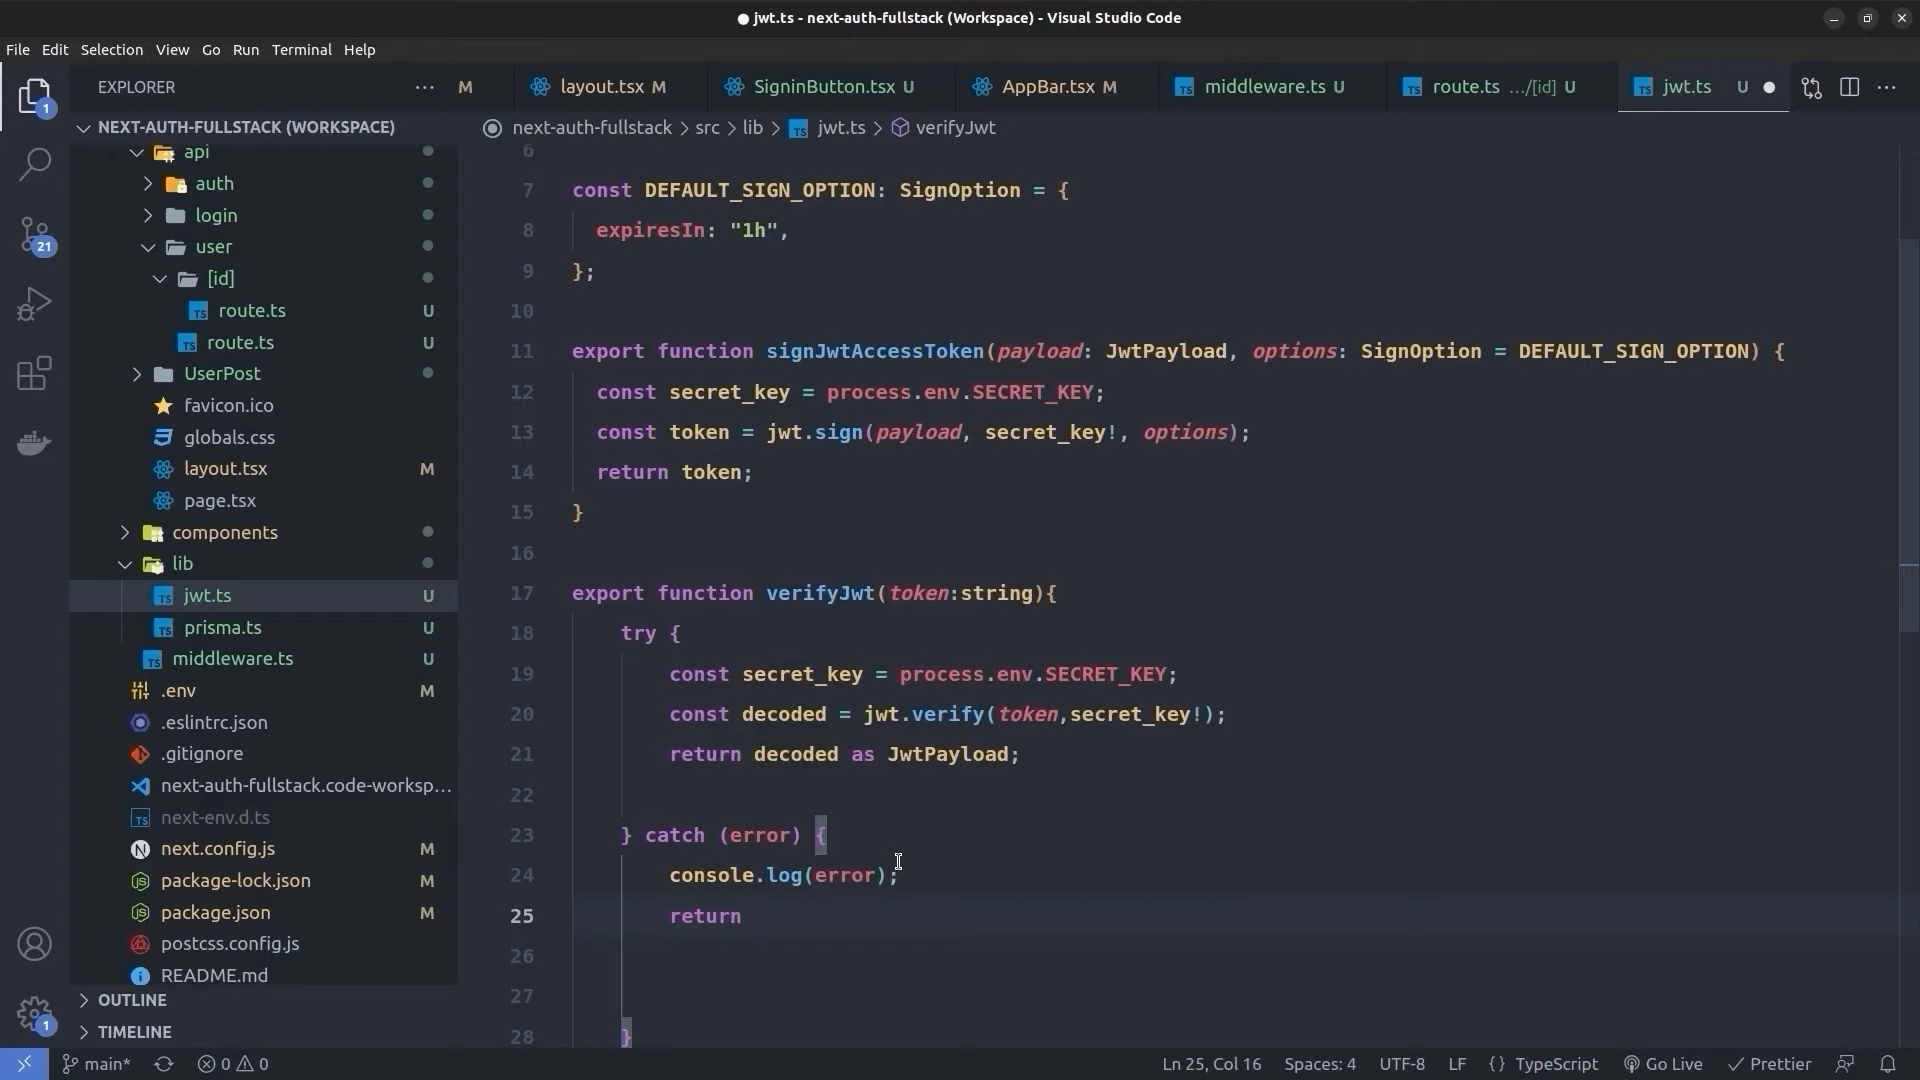 jwt.ts - next-auth-fullstack (Workspace) - Visual Studio Code
File Edit Selection View Go Run Terminal Help
EXPLORER
M
layout.tsx M
SigninButton.tsx U
AppBar.tsx M
middleware.ts U
route.ts .../[id] U
jwt.ts U
NEXT-AUTH-FULLSTACK (WORKSPACE)
next-auth-fullstack > src > lib > jwt.ts > verifyJwt
api
auth
login
user
[id]
route.ts U
route.ts U
UserPost
favicon.ico
globals.css
layout.tsx M
page.tsx
components
lib
jwt.ts U
prisma.ts U
middleware.ts U
.env M
.eslintrc.json
.gitignore
next-auth-fullstack.code-worksp...
next-env.d.ts
next.config.js M
package-lock.json M
package.json M
postcss.config.js
README.md
OUTLINE
TIMELINE
1
21
1
6
7 const DEFAULT_SIGN_OPTION: SignOption = {
8 expiresIn: "1h",
9 };
10
11 export function signJwtAccessToken(payload: JwtPayload, options: SignOption = DEFAULT_SIGN_OPTION) {
12 const secret_key = process.env.SECRET_KEY;
13 const token = jwt.sign(payload, secret_key!, options);
14 return token;
15 }
16
17 export function verifyJwt(token:string){
18 try {
19 const secret_key = process.env.SECRET_KEY;
20 const decoded = jwt.verify(token,secret_key!);
21 return decoded as JwtPayload;
22
23 } catch (error) {
24 console.log(error);
25 return
26
27
28 }
main* 0 0 Ln 25, Col 16 Spaces: 4 UTF-8 LF {} TypeScript Go Live Prettier